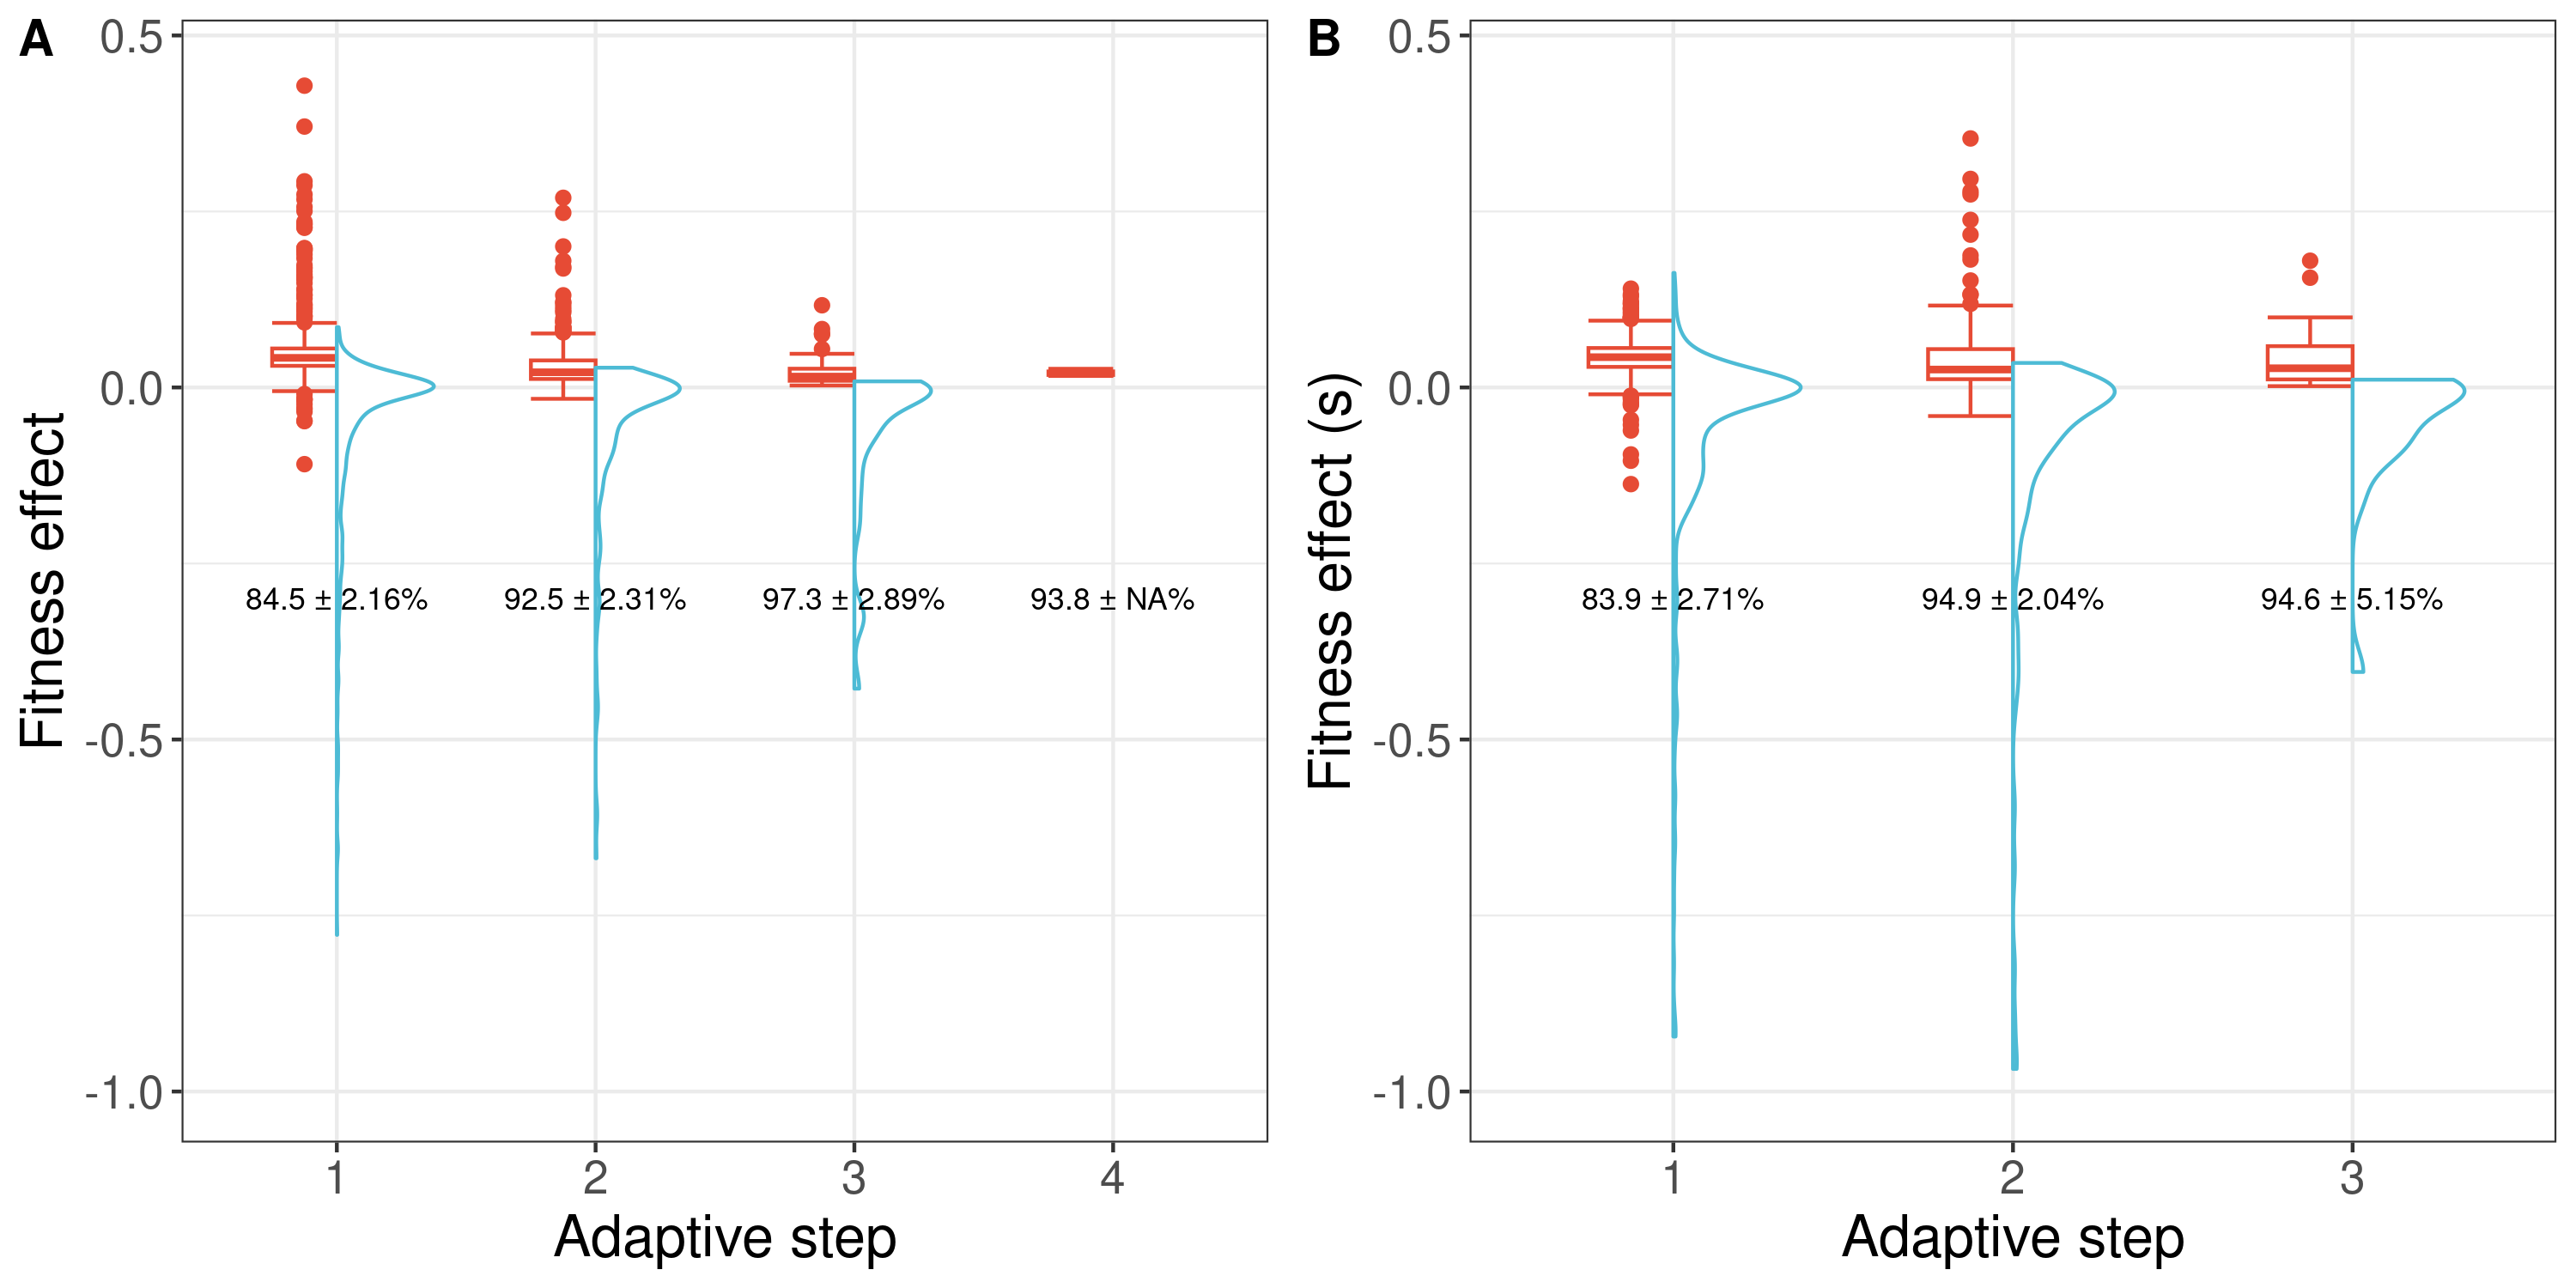 A
Fitness effect
0.5
0.0
-0.5
-1.0
84.5 ± 2.16%
92.5 ± 2.31%
97.3 ± 2.89%
93.8 ± NA%
1
2
3
4
Adaptive step
B
Fitness effect (s)
0.5
0.0
-0.5
-1.0
83.9 ± 2.71%
94.9 ± 2.04%
94.6 ± 5.15%
1
2
3
Adaptive step